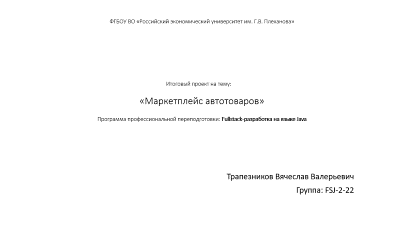 ФГБОУ ВО «Российский экономический университет им. Г.В. Плеханова»
Итоговый проект на тему:
«Маркетплейс автотоваров»
Программа профессиональной переподготовки: Fullstack-разработка на языке Java
Трапезников Вячеслав Валерьевич
Группа: FSJ-2-22